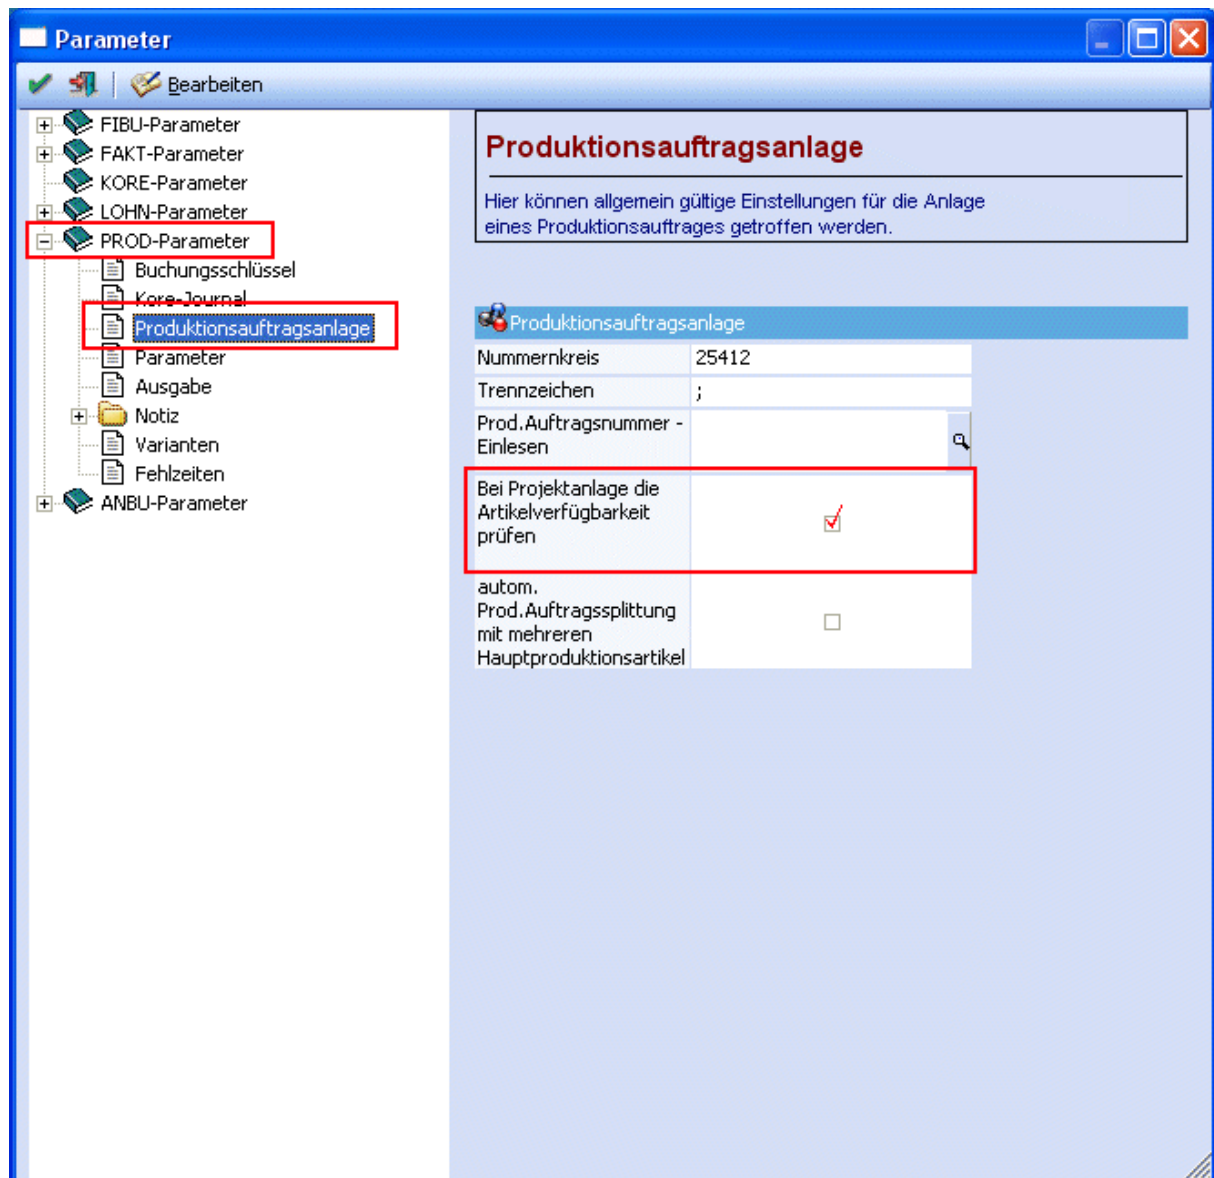 Parameter
Bearbeiten
FIBU-Parameter
FAKT-Parameter
KORE-Parameter
LOHN-Parameter
PROD-Parameter
Buchungsschlüssel
Kore-Journal
Produktionsauftragsanlage
Parameter
Ausgabe
Notiz
Varianten
Fehlzeiten
ANBU-Parameter
Produktionsauftragsanlage
Hier können allgemein gültige Einstellungen für die Anlage
eines Produktionsauftrages getroffen werden.
Produktionsauftragsanlage
Nummernkreis 25412
Trennzeichen ;
Prod.Auftragsnummer -
Einlesen
Bei Projektanlage die
Artikelverfügbarkeit
prüfen
autom.
Prod.Auftragssplittung
mit mehreren
Hauptproduktionsartikel